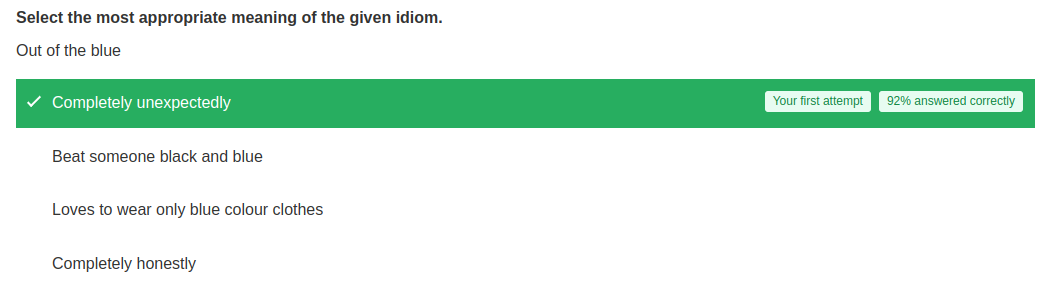 Select the most appropriate meaning of the given idiom.
Out of the blue
Completely unexpectedly Your first attempt 92% answered correctly
Beat someone black and blue
Loves to wear only blue colour clothes
Completely honestly